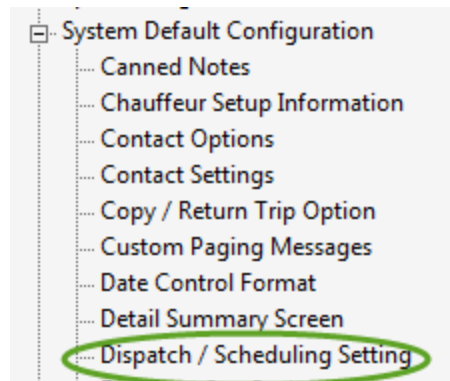 System Default Configuration
Canned Notes
Chauffeur Setup Information
Contact Options
Contact Settings
Copy / Return Trip Option
Custom Paging Messages
Date Control Format
Detail Summary Screen
Dispatch / Scheduling Setting